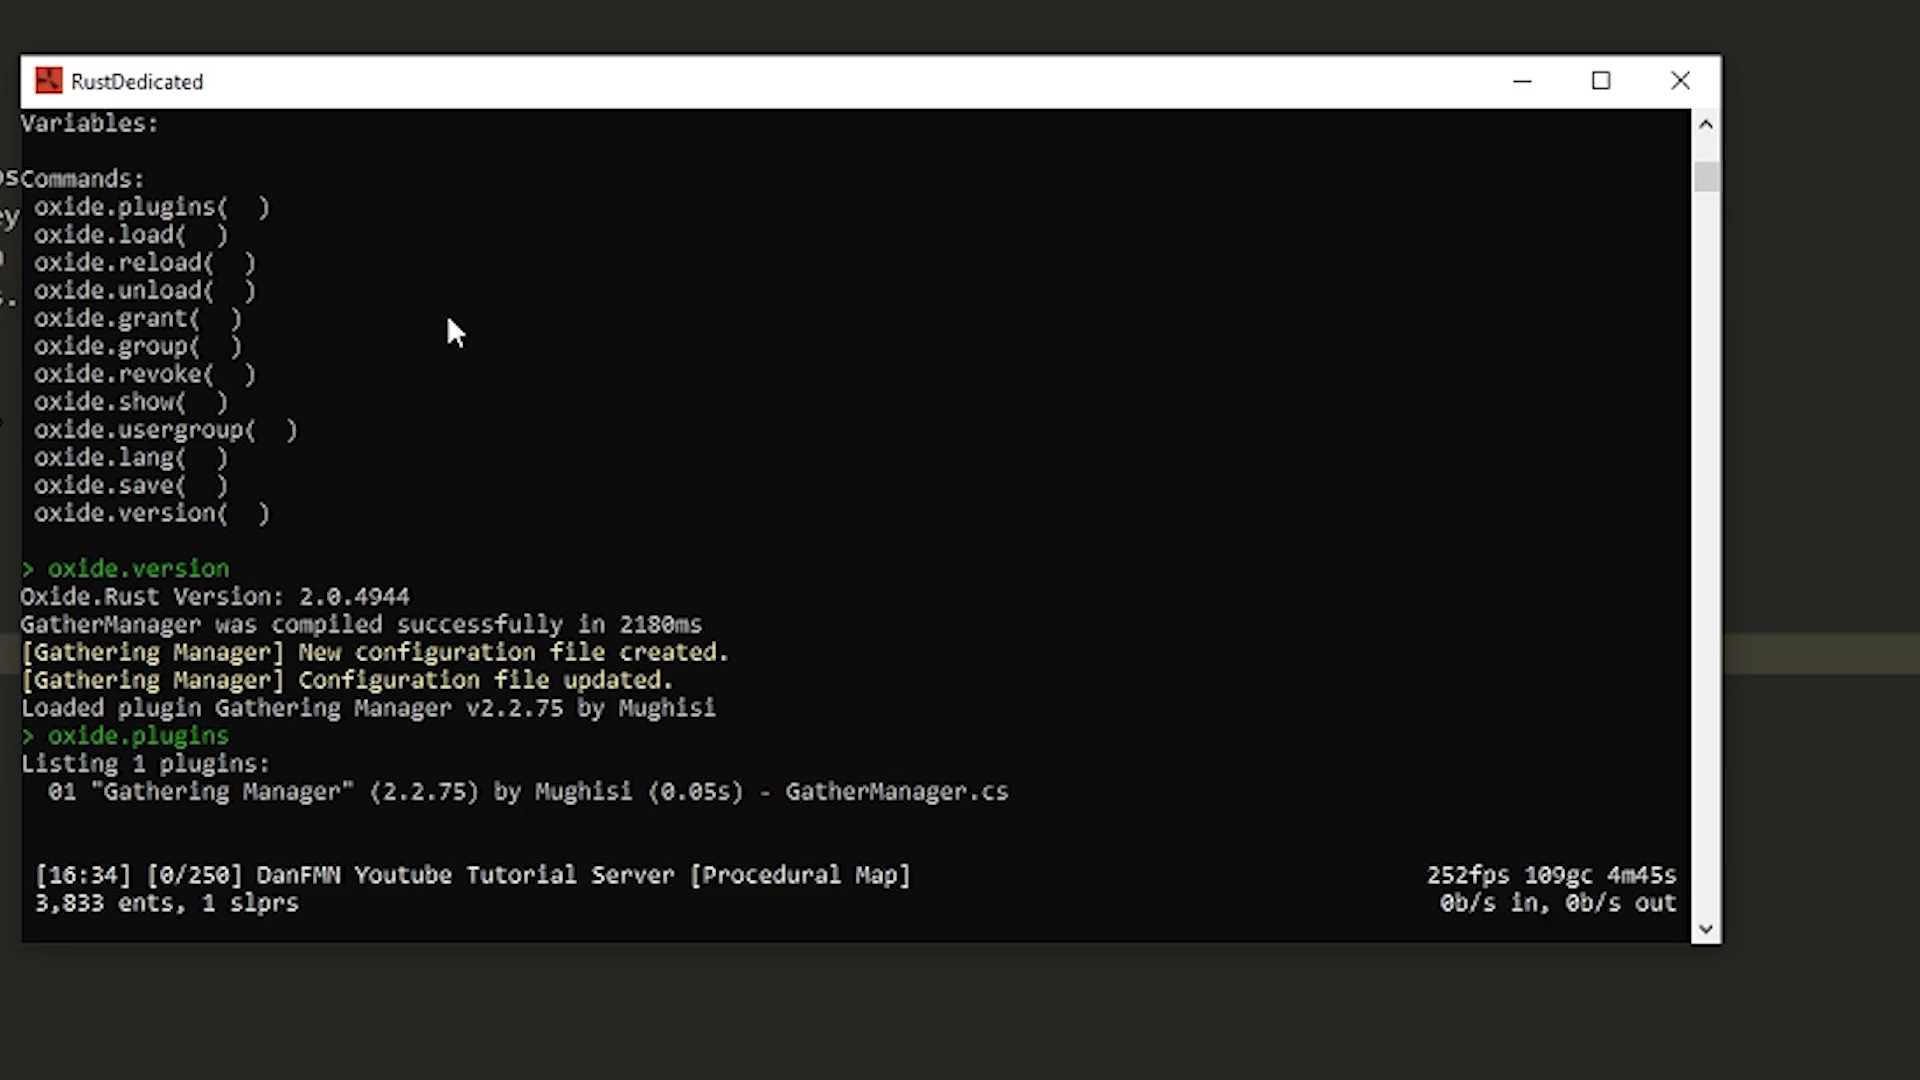 RustDedicated
Variables:
Commands:
oxide.plugins(  )
oxide.load(  )
oxide.reload(  )
oxide.unload(  )
oxide.grant(  )
oxide.group(  )
oxide.revoke(  )
oxide.show(  )
oxide.usergroup(  )
oxide.lang(  )
oxide.save(  )
oxide.version(  )
> oxide.version
Oxide.Rust Version: 2.0.4944
GatherManager was compiled successfully in 2180ms
[Gathering Manager] New configuration file created.
[Gathering Manager] Configuration file updated.
Loaded plugin Gathering Manager v2.2.75 by Mughisi
> oxide.plugins
Listing 1 plugins:
01 "Gathering Manager" (2.2.75) by Mughisi (0.05s) - GatherManager.cs
[16:34] [0/250] DanFMN Youtube Tutorial Server [Procedural Map] 252fps 109gc 4m45s
3,833 ents, 1 slprs 0b/s in, 0b/s out